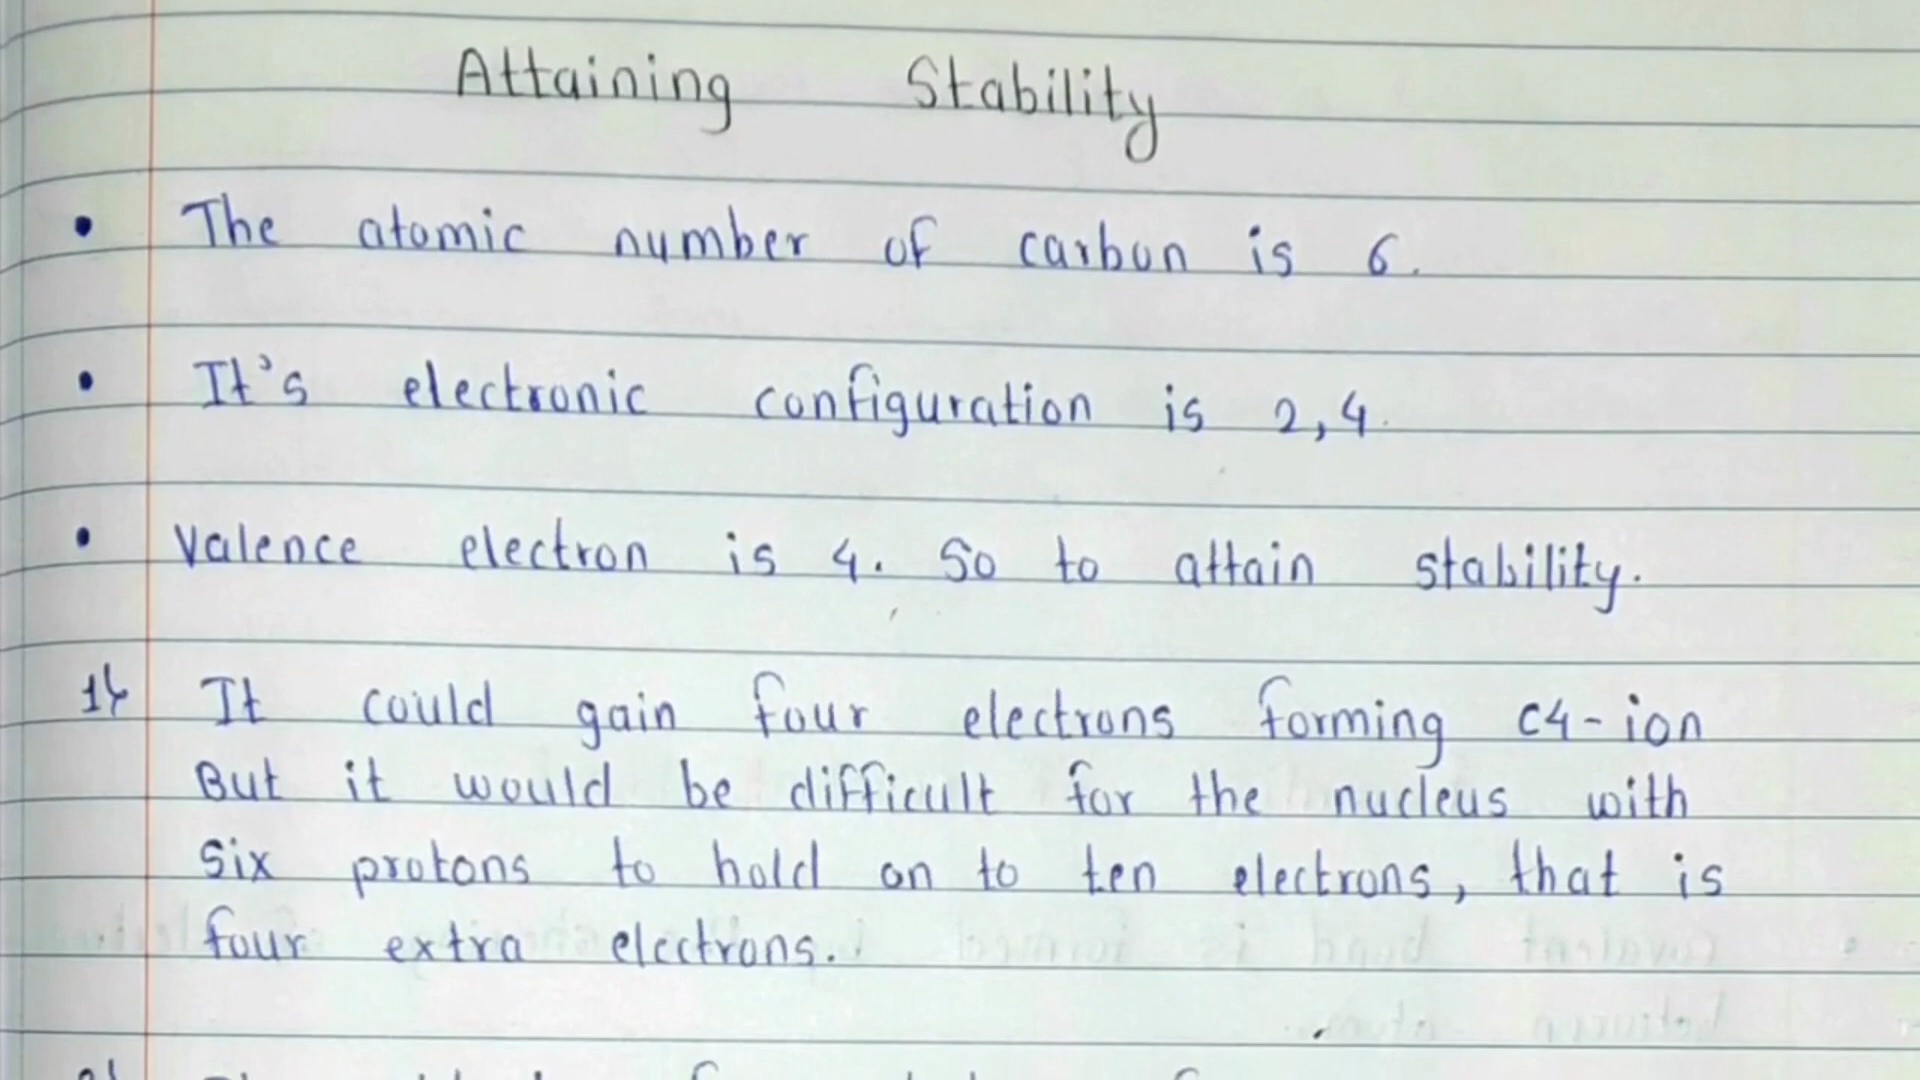 Attaining Stability
• The atomic number of carbon is 6.
• It's electronic configuration is 2,4.
• Valence electron is 4. So to attain stability.
1) It could gain four electrons forming C4- ion
But it would be difficult for the nucleus with
six protons to hold on to ten electrons, that is
four extra electrons.